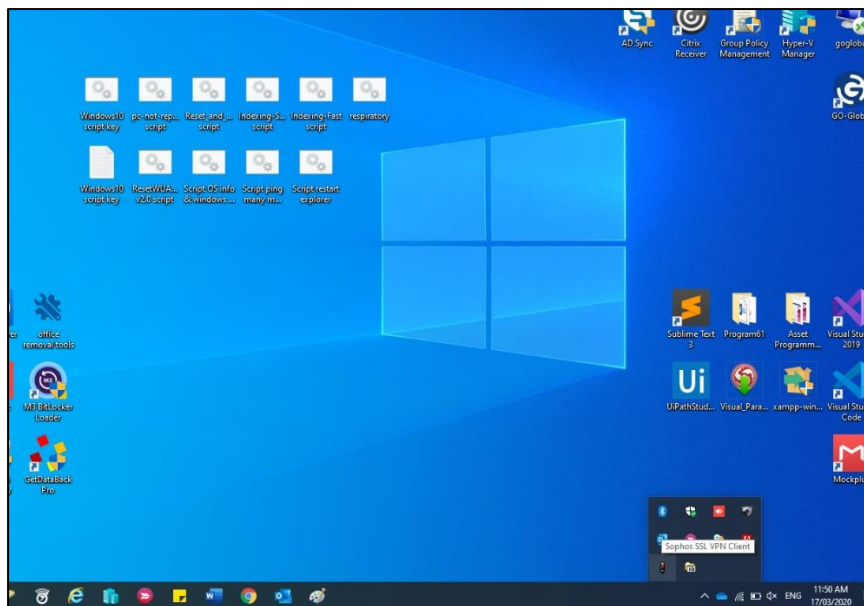 AD Sync
Citrix
Receiver
Group Policy
Management
Hyper-V
Manager
Windows10
script key
pc-not-rep...
script
Reset_and_...
script
Indexing-S...
script
Indexing-Fast
script
respiratory
GO-Glob
Windows10
script key
ResetWUA...
v2.0 script
Script OS info
& windows ...
Script ping
many m...
Script restart
explorer
office
removal tools
Sublime Text
3
Program61
Asset
Programm...
Visual Stu
2019
M3 BitLocker
Loader
Ui
UiPathStud...
Visual_Para...
xampp-win...
Visual Stu
Code
GetDataBack
Pro
Mockplu
Sophos SSL VPN Client
ENG
11:50 AM
17/03/2020